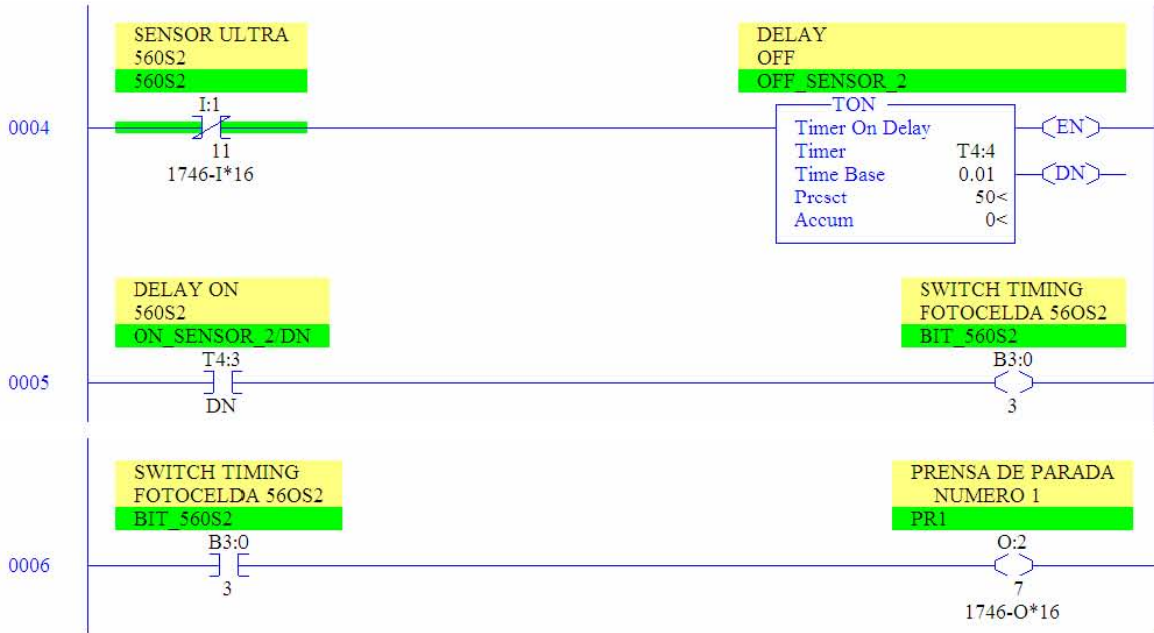 SENSOR ULTRA
560S2
560S2
I:1
11
1746-I*16
DELAY
OFF
OFF_SENSOR_2
0004
TON
Timer On Delay
Timer T4:4
Time Base 0.01
Preset 50<
Accum 0<
EN
DN
DELAY ON
560S2
ON_SENSOR_2/DN
T4:3
DN
SWITCH TIMING
FOTOCELDA 56OS2
BIT_560S2
B3:0
3
0005
SWITCH TIMING
FOTOCELDA 56OS2
BIT_560S2
B3:0
3
PRENSA DE PARADA
NUMERO 1
PR1
O:2
7
1746-O*16
0006